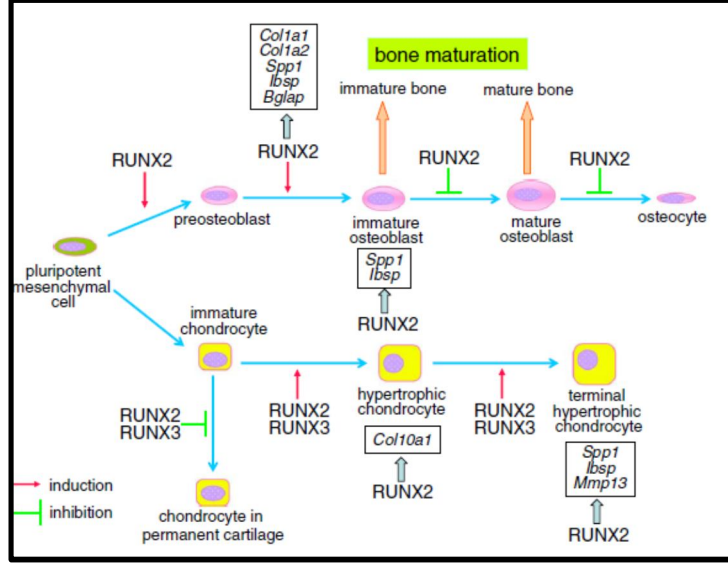 Col1a1
Col1a2
Spp1
Ibsp
Bglap
bone maturation
immature bone
mature bone
RUNX2
RUNX2
RUNX2
RUNX2
preosteoblast
immature
osteoblast
mature
osteoblast
osteocyte
pluripotent
mesenchymal
cell
Spp1
Ibsp
RUNX2
immature
chondrocyte
RUNX2
RUNX3
RUNX2
RUNX3
hypertrophic
chondrocyte
RUNX2
RUNX3
terminal
hypertrophic
chondrocyte
Col10a1
RUNX2
Spp1
Ibsp
Mmp13
RUNX2
induction
inhibition
chondrocyte in
permanent cartilage